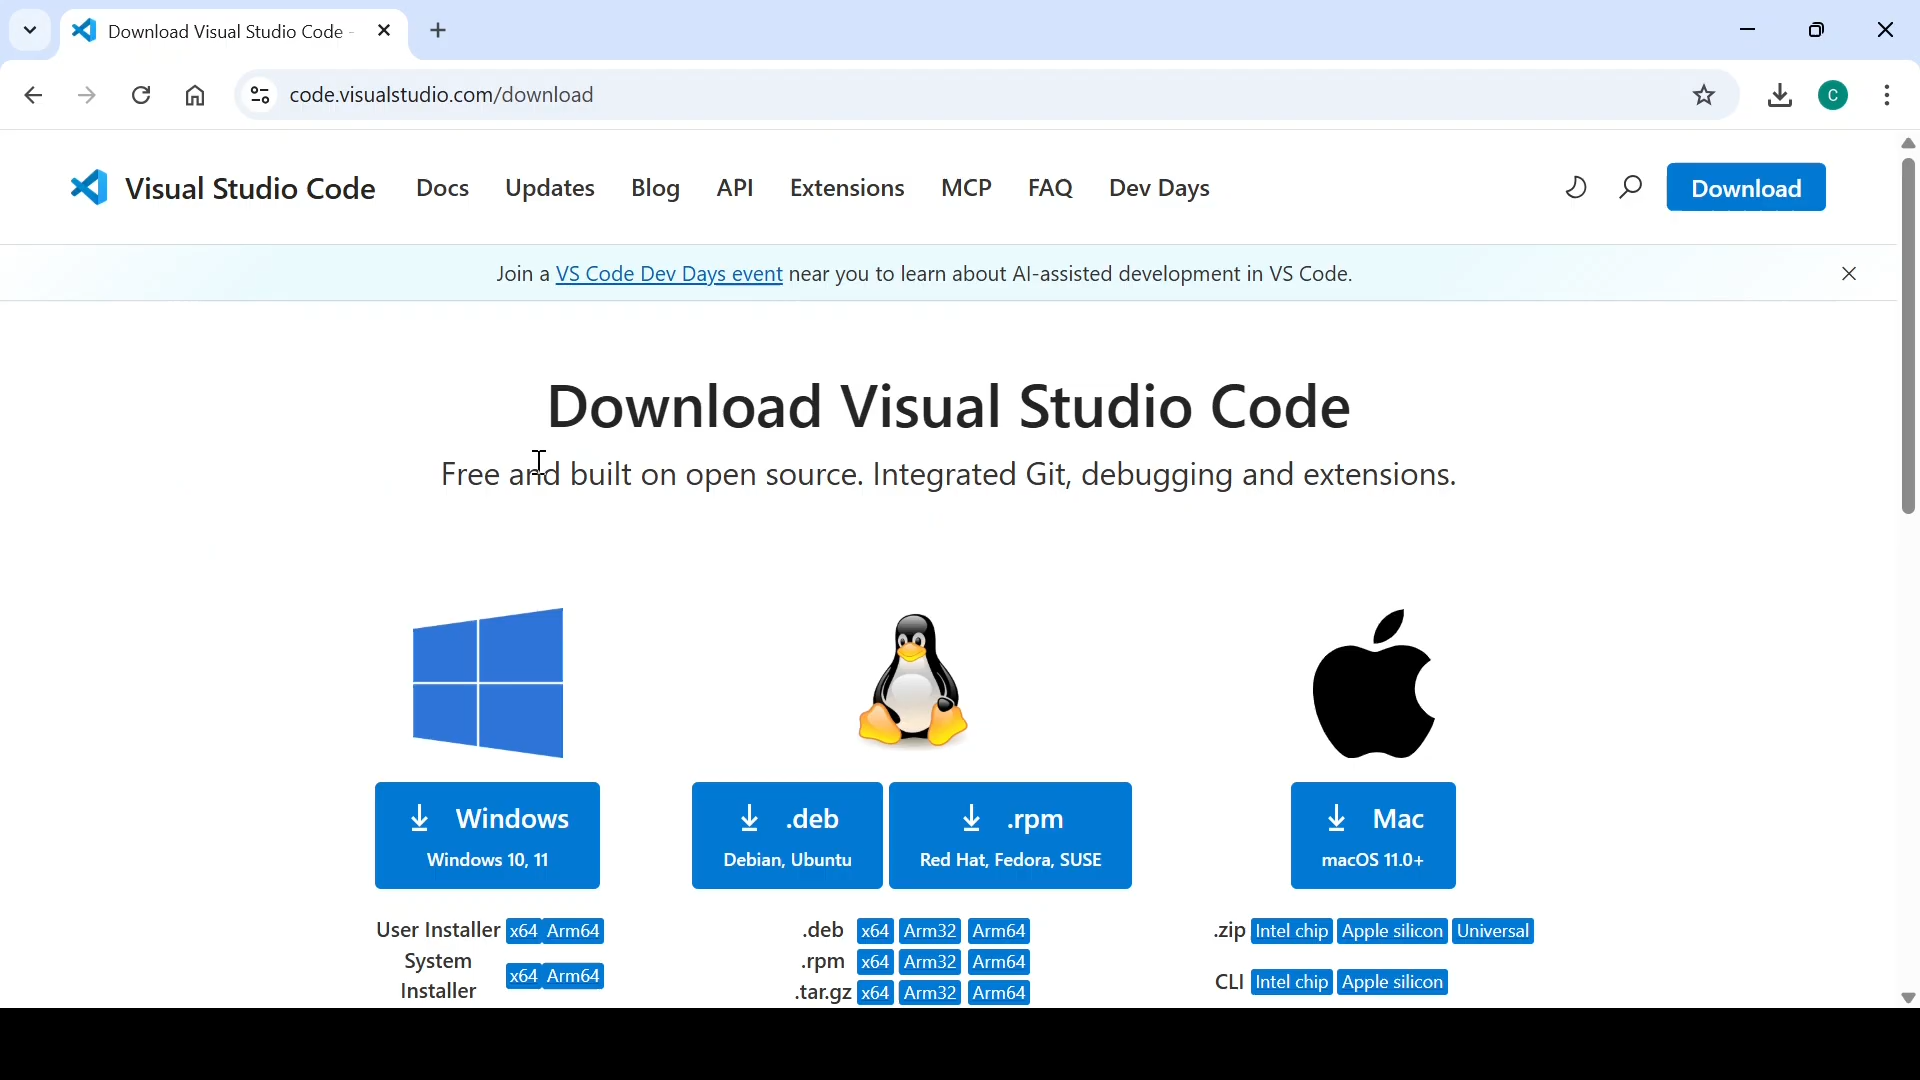 Download Visual Studio Code -
code.visualstudio.com/download
C
Visual Studio Code Docs Updates Blog API Extensions MCP FAQ Dev Days Download
Join a VS Code Dev Days event near you to learn about AI-assisted development in VS Code.
Download Visual Studio Code
Free and built on open source. Integrated Git, debugging and extensions.
Windows
Windows 10, 11
.deb
Debian, Ubuntu
.rpm
Red Hat, Fedora, SUSE
Mac
macOS 11.0+
User Installer x64 Arm64
System
Installer x64 Arm64
.deb x64 Arm32 Arm64
.rpm x64 Arm32 Arm64
.tar.gz x64 Arm32 Arm64
.zip Intel chip Apple silicon Universal
CLI Intel chip Apple silicon